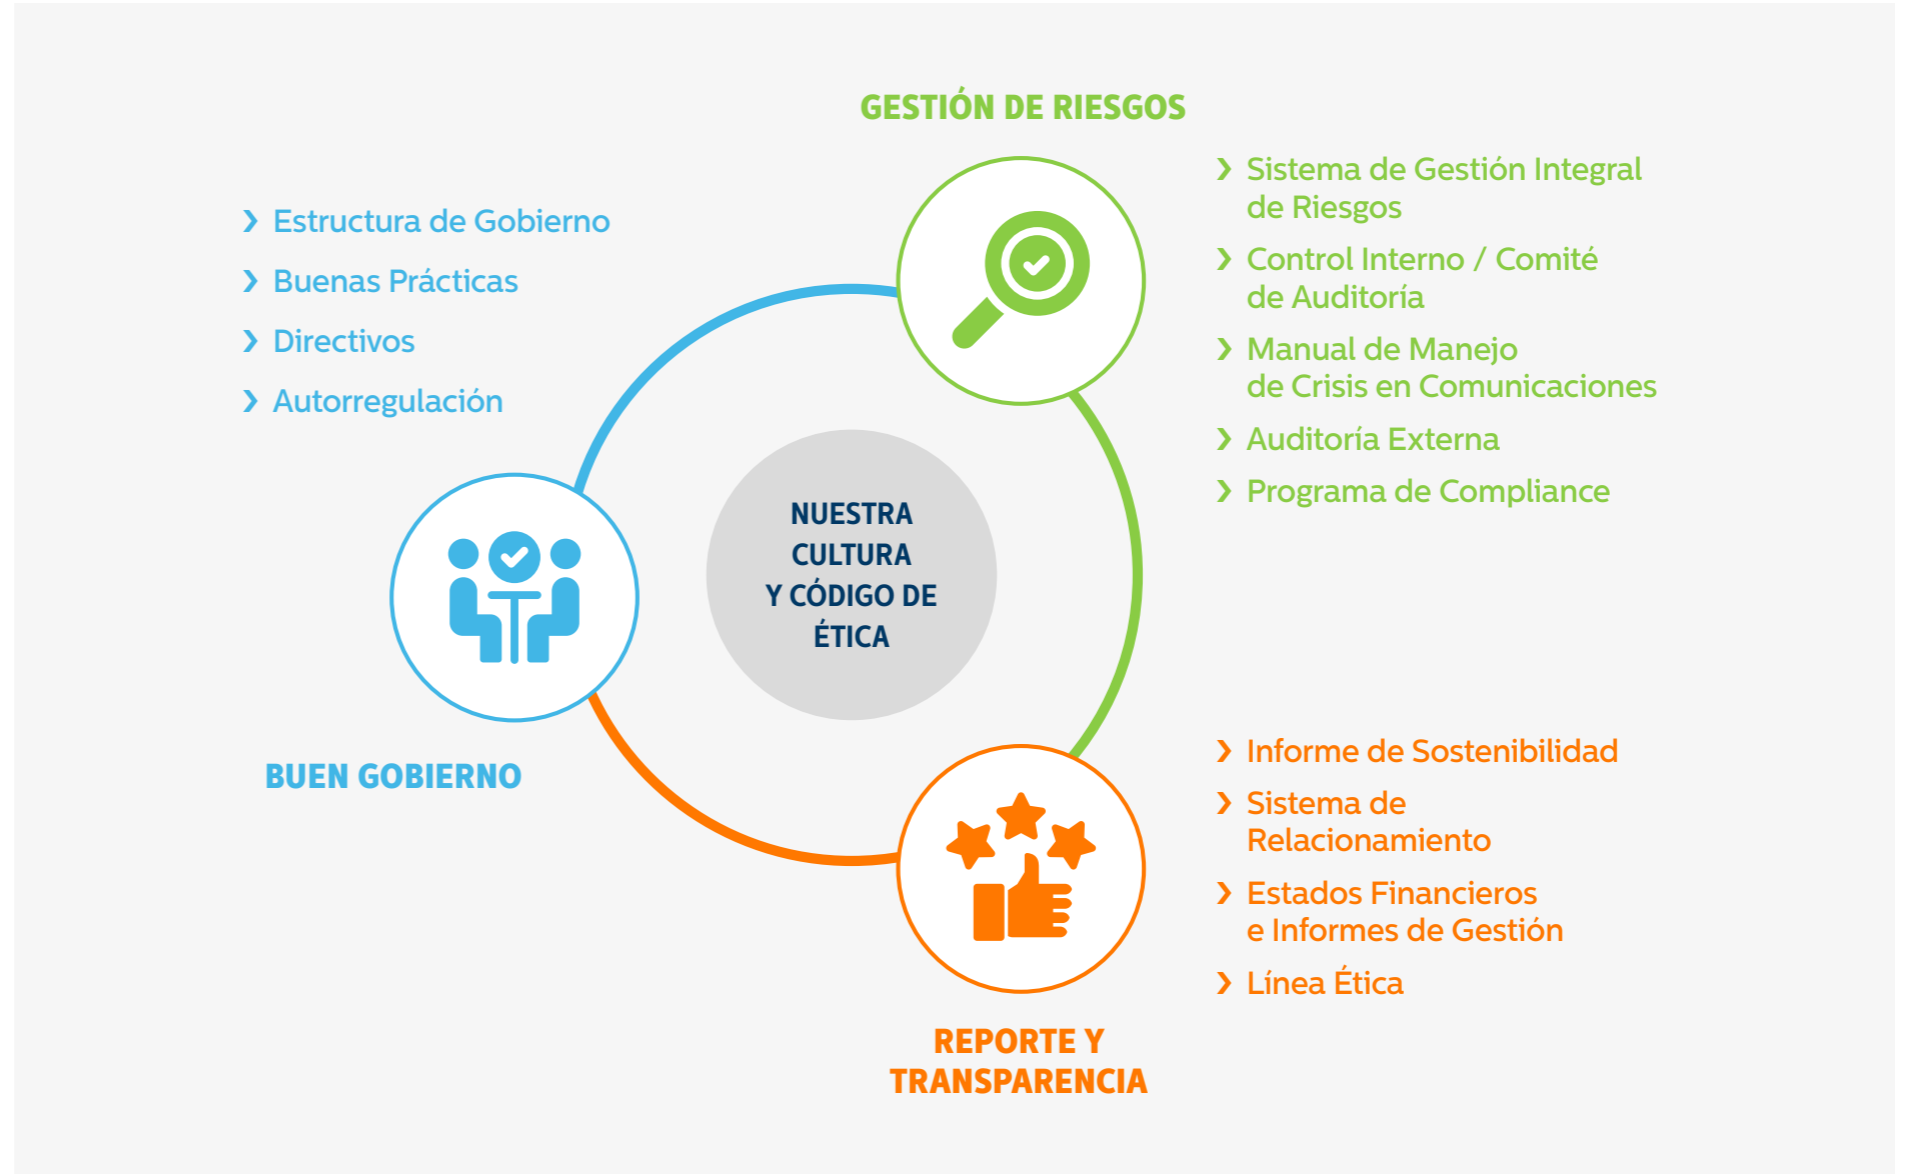 GESTIÓN DE RIESGOS
Sistema de Gestión Integral
de Riesgos
Control Interno / Comité
de Auditoría
Manual de Manejo
de Crisis en Comunicaciones
Auditoría Externa
Programa de Compliance
Estructura de Gobierno
Buenas Prácticas
Directivos
Autorregulación
BUEN GOBIERNO
NUESTRA
CULTURA
Y CÓDIGO DE
ÉTICA
Informe de Sostenibilidad
Sistema de
Relacionamiento
Estados Financieros
e Informes de Gestión
Línea Ética
REPORTE Y
TRANSPARENCIA